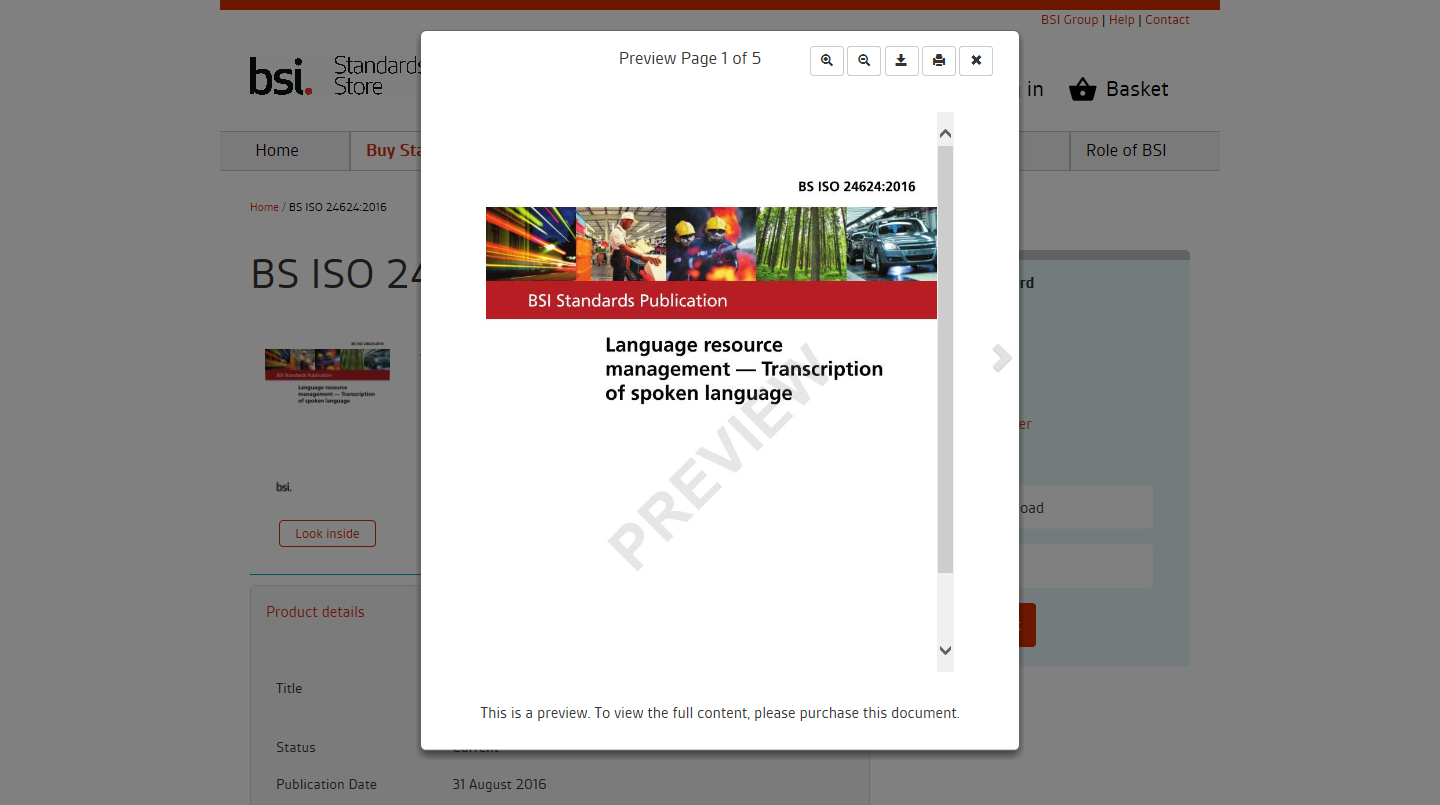 BSI Group | Help | Contact
bsi.
Standards
Store
in
Basket
Home
Buy Sta
Role of BSI
Home / BS ISO 24624:2016
BS ISO 24
bsi.
Look inside
Product details
Title
Status
Current
Publication Date
31 August 2016
rd
er
oad
Preview Page 1 of 5
BS ISO 24624:2016
BSI Standards Publication
Language resource
management — Transcription
of spoken language
PREVIEW
This is a preview. To view the full content, please purchase this document.
BS ISO 24624:2016
BSI Standards Publication
Language resource
management — Transcription
of spoken language